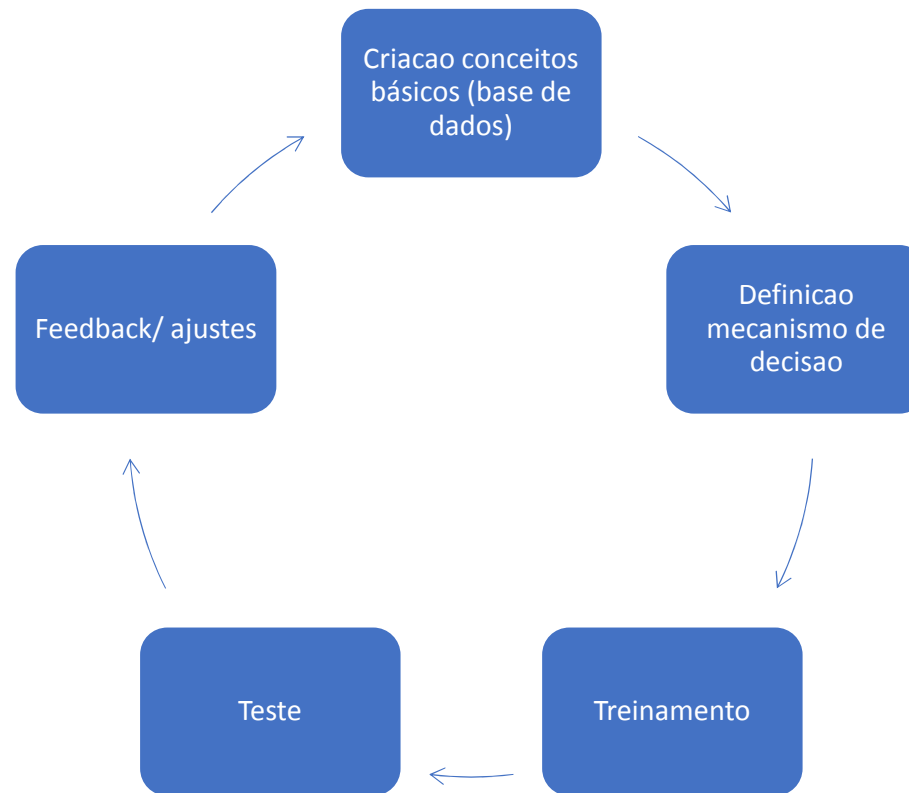 Criacao conceitos
básicos (base de
dados)
Definicao
mecanismo de
decisao
Treinamento
Teste
Feedback/ ajustes